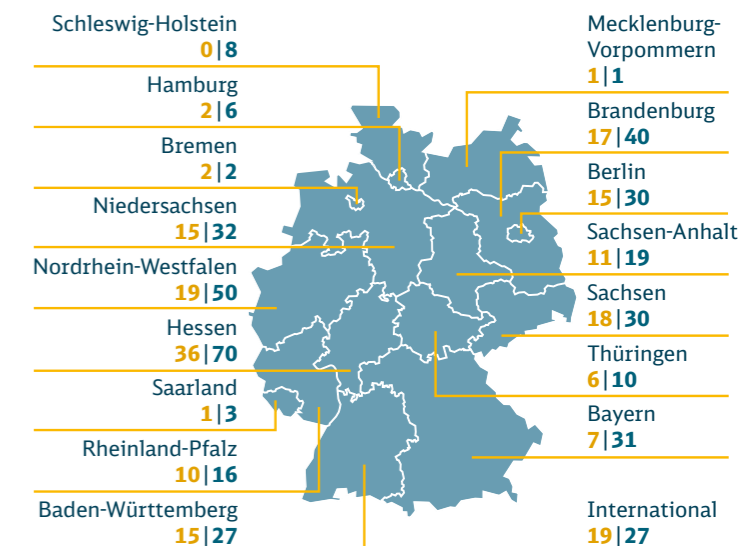 Schleswig-Holstein
0|8
Hamburg
2|6
Bremen
2|2
Niedersachsen
15|32
Nordrhein-Westfalen
19|50
Hessen
36|70
Saarland
1|3
Rheinland-Pfalz
10|16
Baden-Württemberg
15|27
Mecklenburg-
Vorpommern
1|1
Brandenburg
17|40
Berlin
15|30
Sachsen-Anhalt
11|19
Sachsen
18|30
Thüringen
6|10
Bayern
7|31
International
19|27